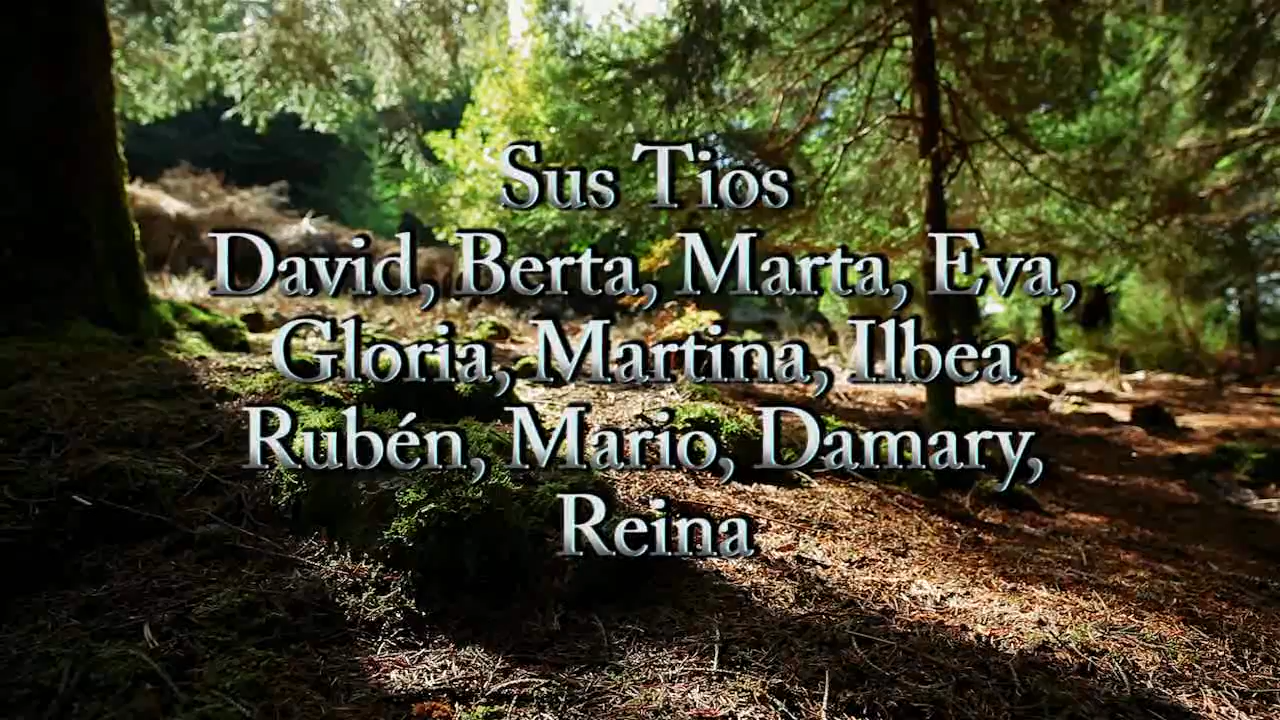 Sus Tios
David, Berta, Marta, Eva,
Gloria, Martina, Ilbea
Rubén, Mario, Damary,
Reina